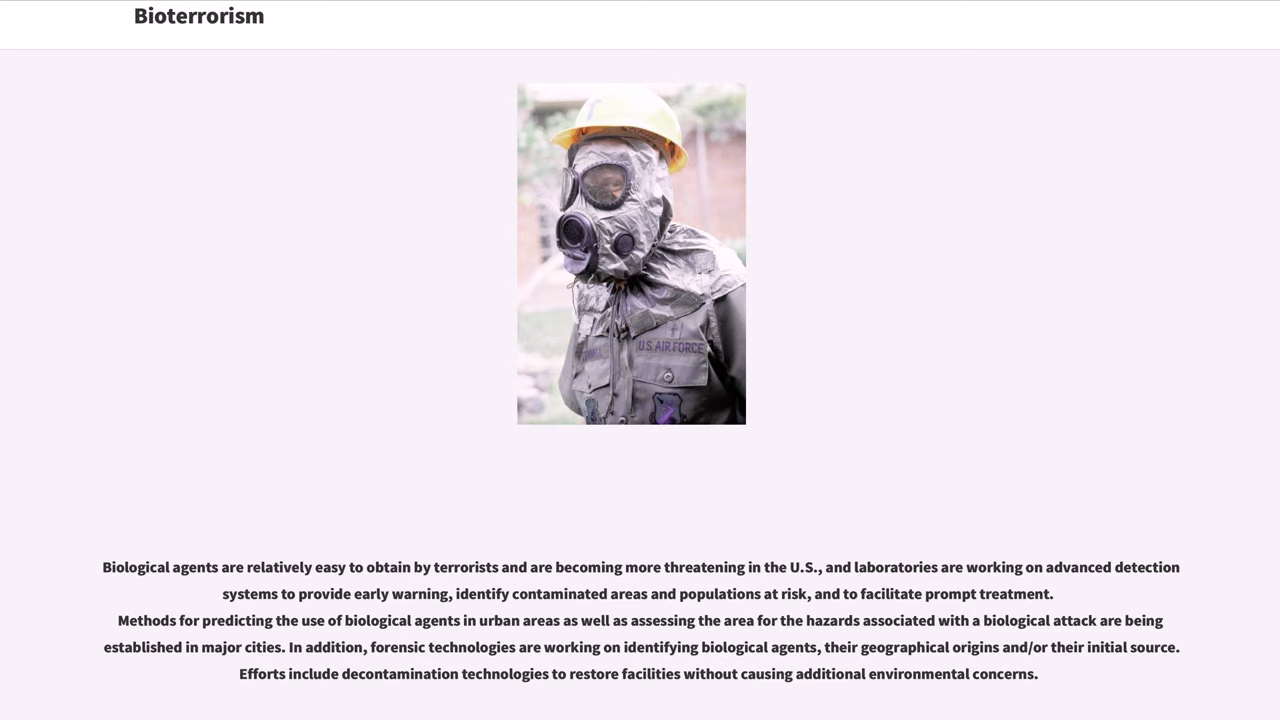 Bioterrorism
U.S. AIR FORCE
Biological agents are relatively easy to obtain by terrorists and are becoming more threatening in the U.S., and laboratories are working on advanced detection
systems to provide early warning, identify contaminated areas and populations at risk, and to facilitate prompt treatment.
Methods for predicting the use of biological agents in urban areas as well as assessing the area for the hazards associated with a biological attack are being
established in major cities. In addition, forensic technologies are working on identifying biological agents, their geographical origins and/or their initial source.
Efforts include decontamination technologies to restore facilities without causing additional environmental concerns.